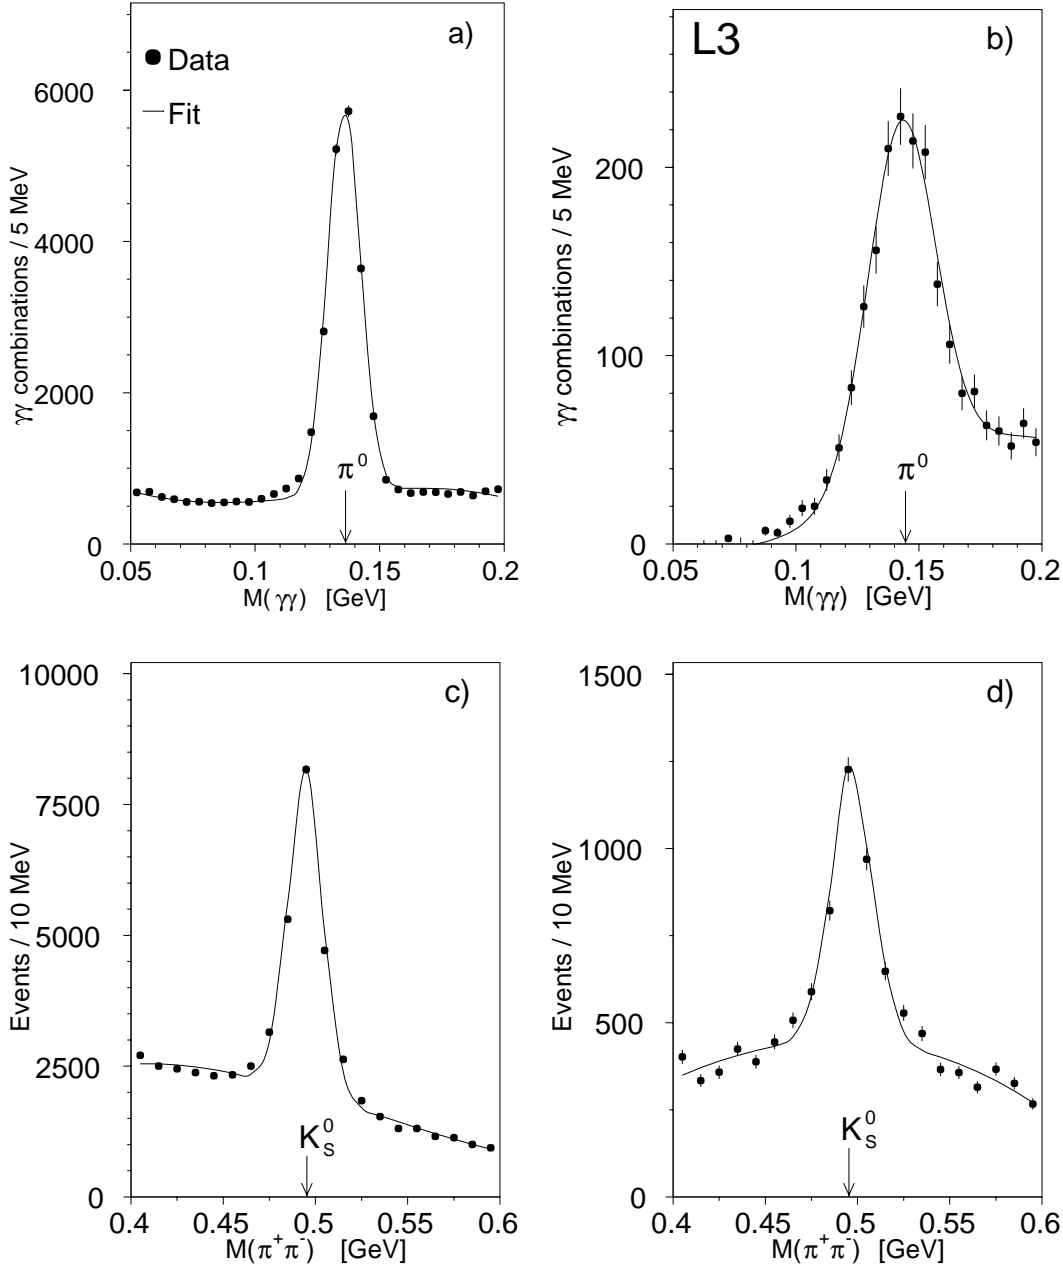 a)
Data
Fit
γγ combinations / 5 MeV
6000
4000
2000
0
π⁰
0.05 0.1 0.15 0.2
M(γγ) [GeV]
L3 b)
γγ combinations / 5 MeV
200
100
0
π⁰
0.05 0.1 0.15 0.2
M(γγ) [GeV]
c)
Events / 10 MeV
10000
7500
5000
2500
0
K⁰S
0.4 0.45 0.5 0.55 0.6
M(π⁺π⁻) [GeV]
d)
Events / 10 MeV
1500
1000
500
0
K⁰S
0.4 0.45 0.5 0.55 0.6
M(π⁺π⁻) [GeV]